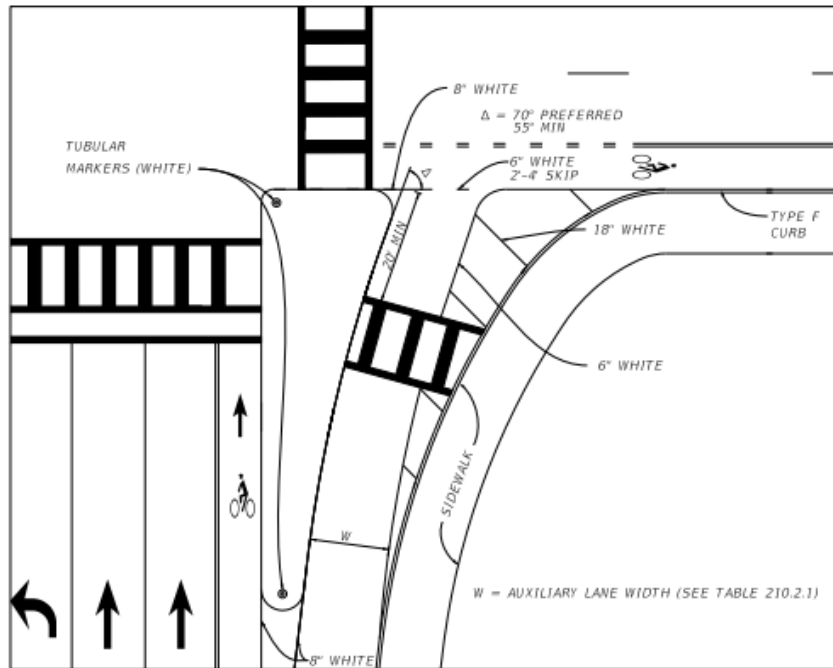 8" WHITE
Δ = 70° PREFERRED
55° MIN
TUBULAR
MARKERS (WHITE)
6" WHITE
2'-4' SKIP
Δ
20' MIN
18" WHITE
TYPE F
CURB
6" WHITE
SIDEWALK
W
W = AUXILIARY LANE WIDTH (SEE TABLE 210.2.1)
8" WHITE